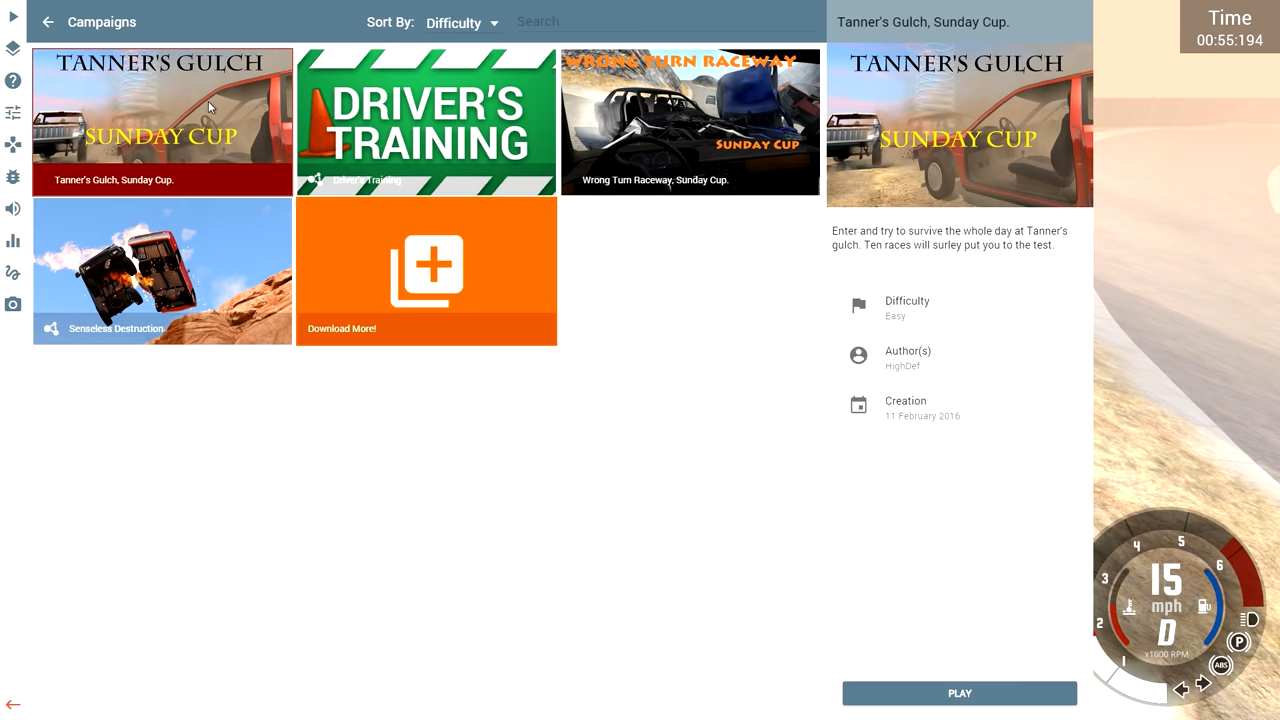 Campaigns
Sort By: Difficulty
Search
TANNER'S GULCH
SUNDAY CUP
Tanner's Gulch, Sunday Cup.
DRIVER'S
TRAINING
Driver's Training
WRONG TURN RACEWAY
SUNDAY CUP
Wrong Turn Raceway, Sunday Cup.
Senseless Destruction
Download More!
Tanner's Gulch, Sunday Cup.
TANNER'S GULCH
SUNDAY CUP
Enter and try to survive the whole day at Tanner's
gulch. Ten races will surley put you to the test.
Difficulty
Easy
Author(s)
HighDef
Creation
11 February 2016
PLAY
Time
00:55:194
1
2
3
4
5
6
15
mph
D
x1000 RPM
P
ABS